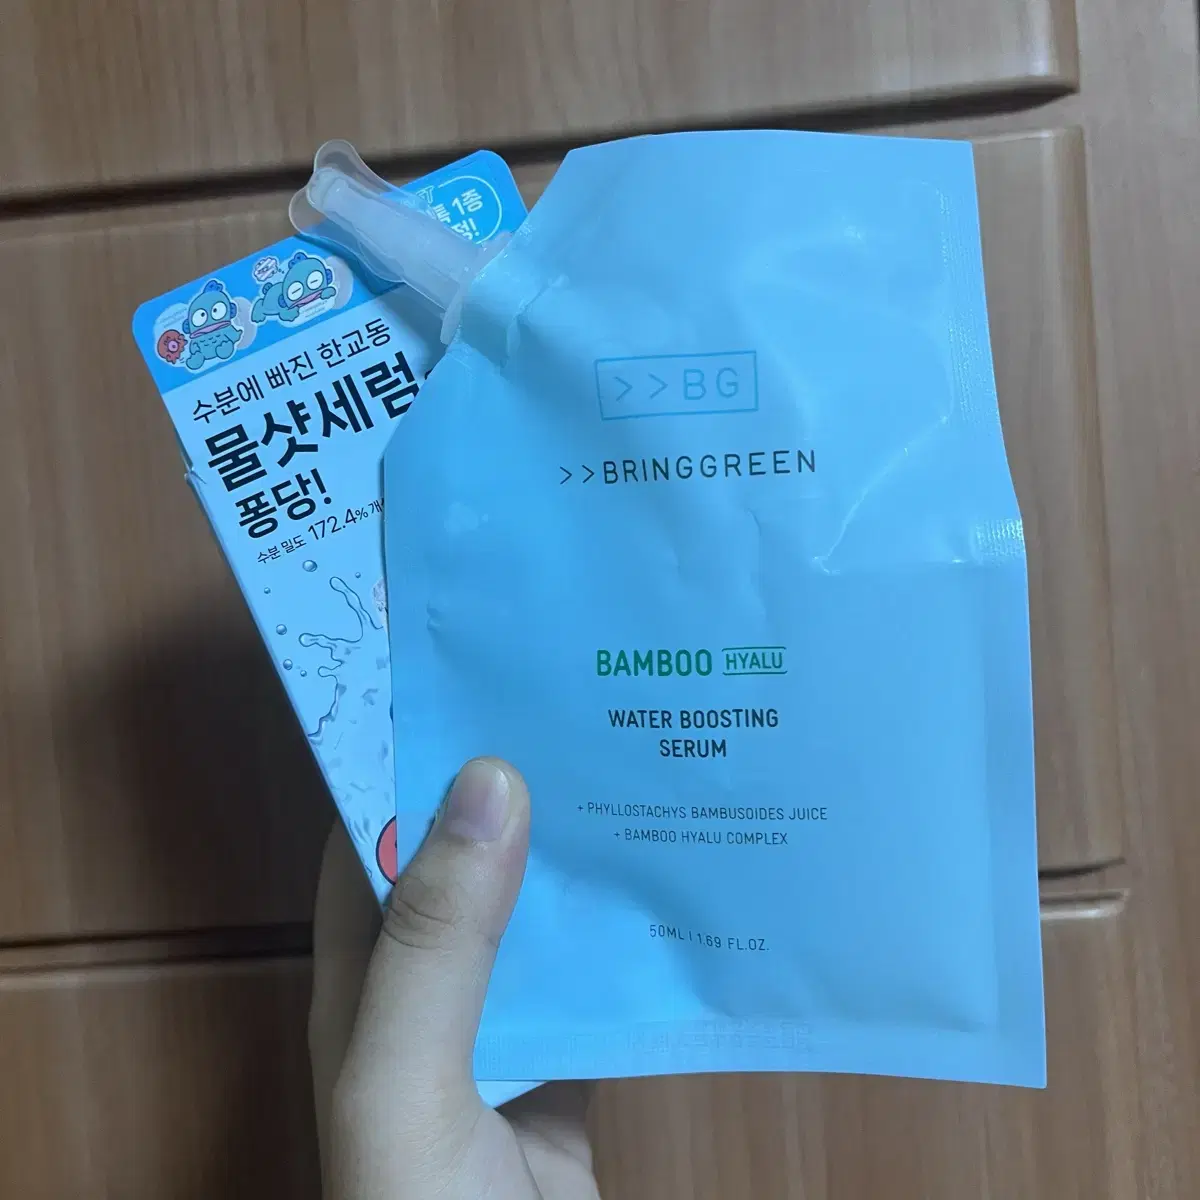 1종
수분에 빠진 한교동
물샷세럼
퐁당!
수분 밀도 172.4%
>>BG
>>BRINGGREEN
BAMBOO HYALU
WATER BOOSTING
SERUM
+ PHYLLOSTACHYS BAMBUSOIDES JUICE
+ BAMBOO HYALU COMPLEX
50ML I 1.69 FL.OZ.